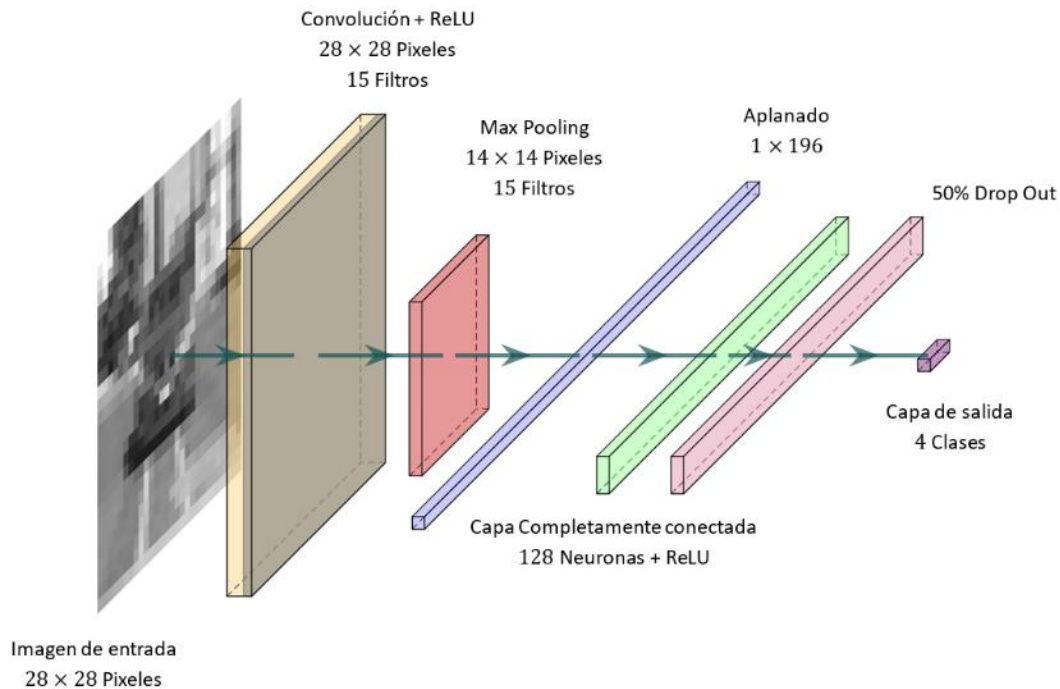 Convolución + ReLU
28 × 28 Pixeles
15 Filtros
Max Pooling
14 × 14 Pixeles
15 Filtros
Aplanado
1 × 196
50% Drop Out
Capa de salida
4 Clases
Capa Completamente conectada
128 Neuronas + ReLU
Imagen de entrada
28 × 28 Pixeles